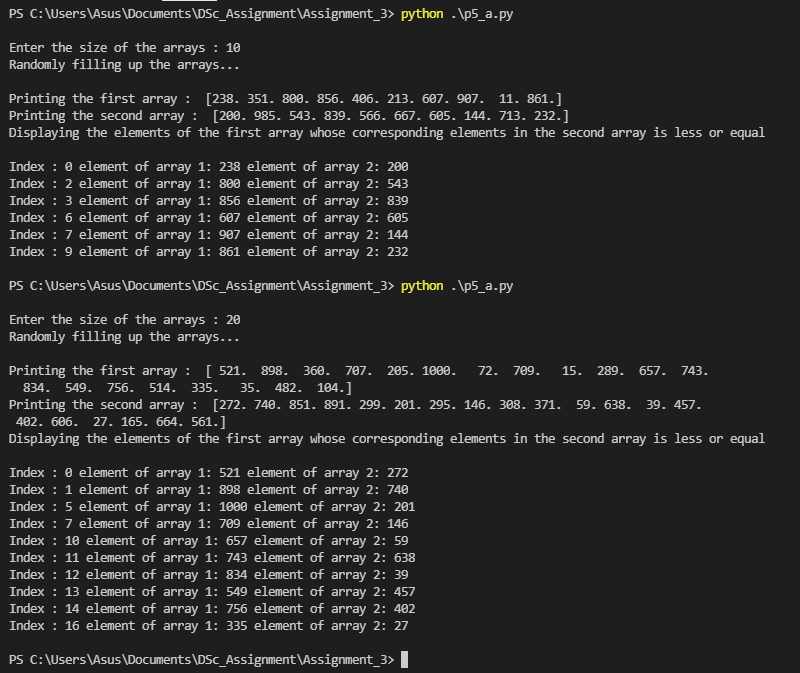 PS C:\Users\Asus\Documents\DSc_Assignment\Assignment_3> python .\p5_a.py
Enter the size of the arrays : 10
Randomly filling up the arrays...
Printing the first array :  [238. 351. 800. 856. 406. 213. 607. 907.  11. 861.]
Printing the second array :  [200. 985. 543. 839. 566. 667. 605. 144. 713. 232.]
Displaying the elements of the first array whose corresponding elements in the second array is less or equal
Index : 0 element of array 1: 238 element of array 2: 200
Index : 2 element of array 1: 800 element of array 2: 543
Index : 3 element of array 1: 856 element of array 2: 839
Index : 6 element of array 1: 607 element of array 2: 605
Index : 7 element of array 1: 907 element of array 2: 144
Index : 9 element of array 1: 861 element of array 2: 232
PS C:\Users\Asus\Documents\DSc_Assignment\Assignment_3> python .\p5_a.py
Enter the size of the arrays : 20
Randomly filling up the arrays...
Printing the first array :  [ 521.  898.  360.  707.  205. 1000.   72.  709.   15.  289.  657.  743.
  834.  549.  756.  514.  335.   35.  482.  104.]
Printing the second array :  [272. 740. 851. 891. 299. 201. 295. 146. 308. 371.  59. 638.  39. 457.
 402. 606.  27. 165. 664. 561.]
Displaying the elements of the first array whose corresponding elements in the second array is less or equal
Index : 0 element of array 1: 521 element of array 2: 272
Index : 1 element of array 1: 898 element of array 2: 740
Index : 5 element of array 1: 1000 element of array 2: 201
Index : 7 element of array 1: 709 element of array 2: 146
Index : 10 element of array 1: 657 element of array 2: 59
Index : 11 element of array 1: 743 element of array 2: 638
Index : 12 element of array 1: 834 element of array 2: 39
Index : 13 element of array 1: 549 element of array 2: 457
Index : 14 element of array 1: 756 element of array 2: 402
Index : 16 element of array 1: 335 element of array 2: 27
PS C:\Users\Asus\Documents\DSc_Assignment\Assignment_3>